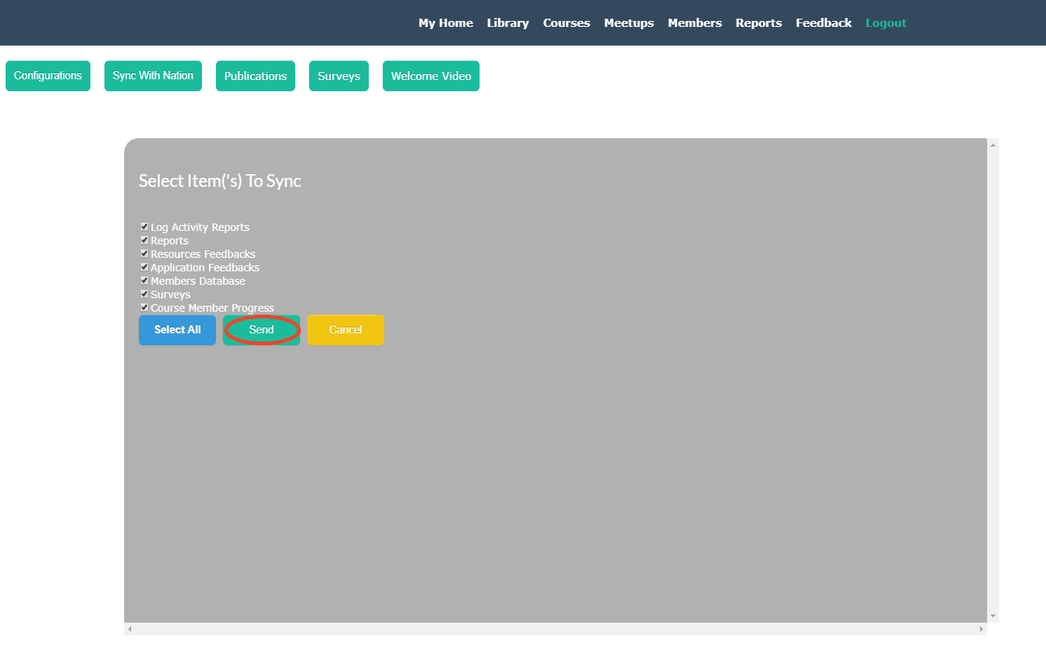 My Home Library Courses Meetups Members Reports Feedback Logout
Configurations Sync With Nation Publications Surveys Welcome Video
Select Item('s) To Sync
Log Activity Reports
Reports
Resources Feedbacks
Application Feedbacks
Members Database
Surveys
Course Member Progress
Select All Send Cancel